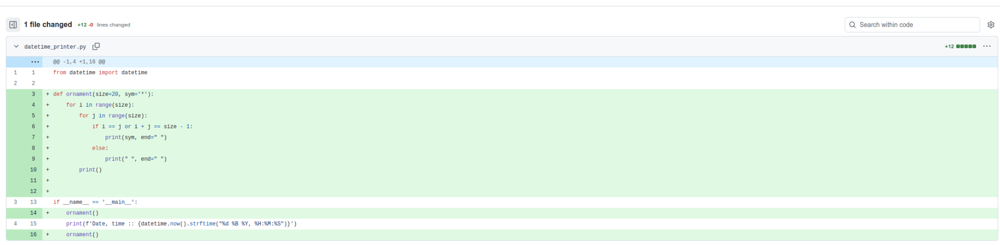 1 file changed +12 -0 lines changed Search within code
datetime_printer.py +12
... @@ -1,4 +1,16 @@
1 1 from datetime import datetime
2 2
3 + def ornament(size=20, sym='*'):
4 +     for i in range(size):
5 +         for j in range(size):
6 +             if i == j or i + j == size - 1:
7 +                 print(sym, end=" ")
8 +             else:
9 +                 print(" ", end=" ")
10 +         print()
11 +
12 +
3 13 if __name__ == '__main__':
14 +     ornament()
4 15     print(f'Date, time :: {datetime.now().strftime("%d %B %Y, %H:%M:%S")}')
16 +     ornament()